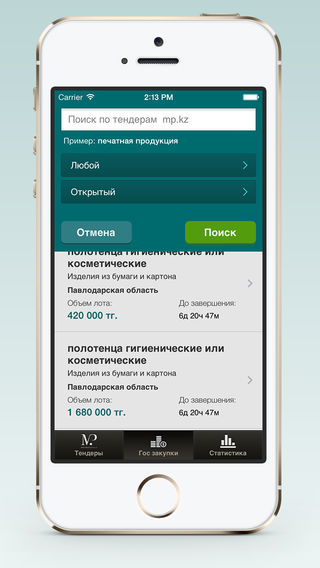 Carrier 2:13 PM
Поиск по тендерам mp.kz
Пример: печатная продукция
Любой
Открытый
Отмена Поиск
полотенца гигиенические или
косметические
Изделия из бумаги и картона
Павлодарская область
Объем лота: До завершения:
420 000 тг. 6д 20ч 47м
полотенца гигиенические или
косметические
Изделия из бумаги и картона
Павлодарская область
Объем лота: До завершения:
1 680 000 тг. 6д 20ч 47м
MP
Тендеры Гос закупки Статистика